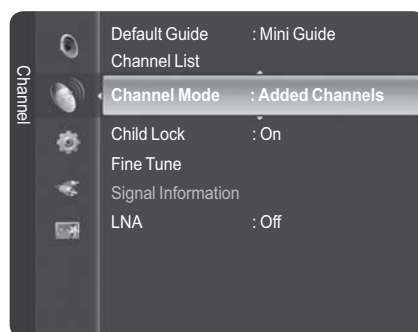 Channel
Default Guide : Mini Guide
Channel List
Channel Mode : Added Channels
Child Lock : On
Fine Tune
Signal Information
LNA : Off